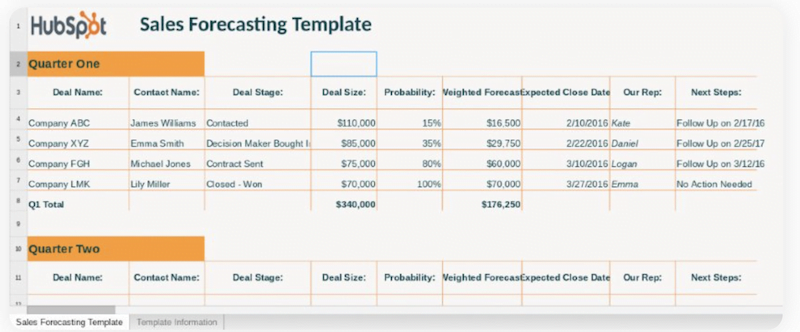 HubSpot Sales Forecasting Template
1
2 Quarter One
3 Deal Name: Contact Name: Deal Stage: Deal Size: Probability: Weighted Forecast Expected Close Date Our Rep: Next Steps:
4 Company ABC James Williams Contacted $110,000 15% $16,500 2/10/2016 Kate Follow Up on 2/17/16
5 Company XYZ Emma Smith Decision Maker Bought I $85,000 35% $29,750 2/22/2016 Daniel Follow Up on 2/25/17
6 Company FGH Michael Jones Contract Sent $75,000 80% $60,000 3/10/2016 Logan Follow Up on 3/12/16
7 Company LMK Lily Miller Closed - Won $70,000 100% $70,000 3/27/2016 Emma No Action Needed
8 Q1 Total $340,000 $176,250
9
10 Quarter Two
11 Deal Name: Contact Name: Deal Stage: Deal Size: Probability: Weighted Forecast Expected Close Date Our Rep: Next Steps:
Sales Forecasting Template Template Information